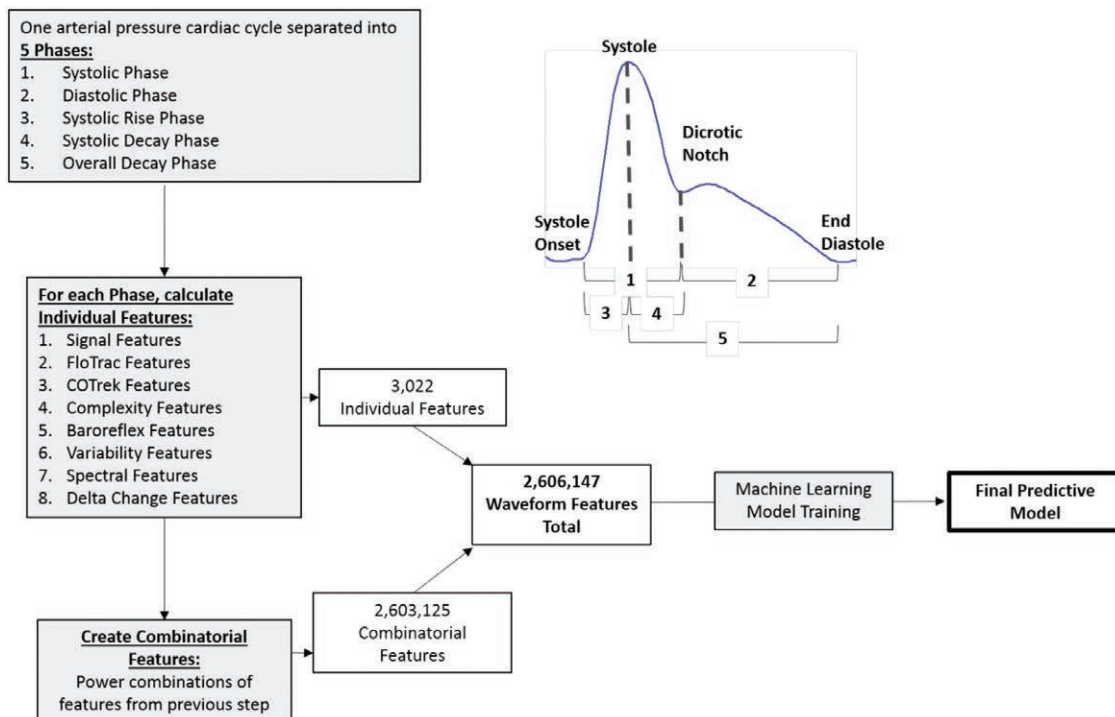 One arterial pressure cardiac cycle separated into
5 Phases:
1. Systolic Phase
2. Diastolic Phase
3. Systolic Rise Phase
4. Systolic Decay Phase
5. Overall Decay Phase
Systole
Dicrotic
Notch
Systole
Onset
End
Diastole
1
2
3
4
5
For each Phase, calculate
Individual Features:
1. Signal Features
2. FloTrac Features
3. COTrek Features
4. Complexity Features
5. Baroreflex Features
6. Variability Features
7. Spectral Features
8. Delta Change Features
3,022
Individual Features
2,606,147
Waveform Features
Total
Machine Learning
Model Training
Final Predictive
Model
2,603,125
Combinatorial
Features
Create Combinatorial
Features:
Power combinations of
features from previous step